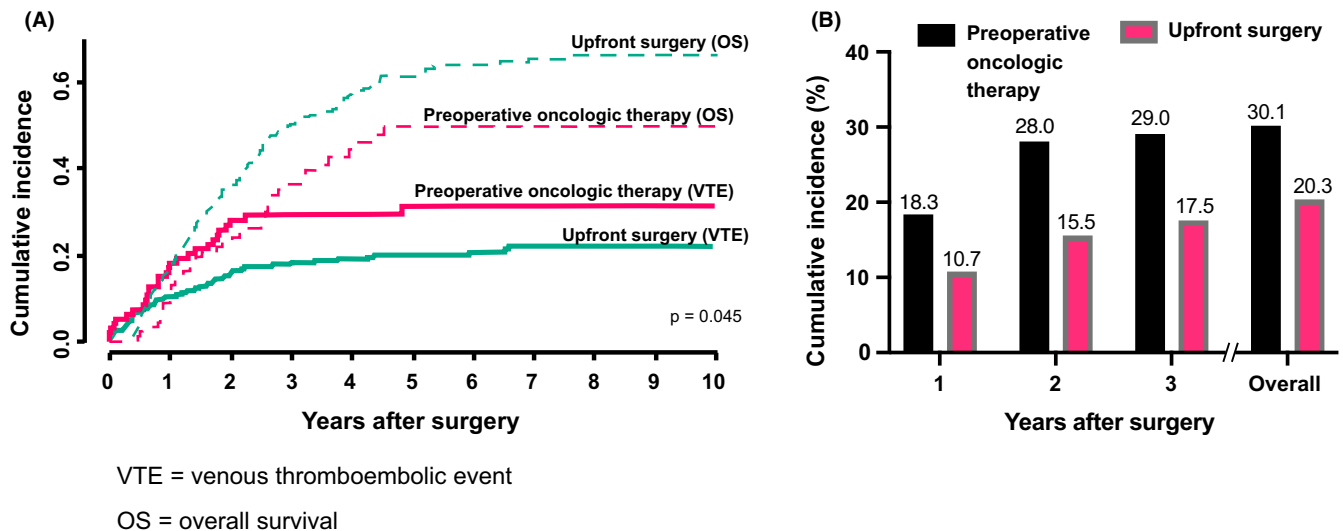 (A)
Cumulative incidence
0.6
0.4
0.2
0.0
Upfront surgery (OS)
Preoperative oncologic therapy (OS)
Preoperative oncologic therapy (VTE)
Upfront surgery (VTE)
p = 0.045
0 1 2 3 4 5 6 7 8 9 10
Years after surgery
VTE = venous thromboembolic event
OS = overall survival
(B)
Preoperative
oncologic
therapy
Upfront surgery
Cumulative incidence (%)
40
30
20
10
0
18.3
10.7
28.0
15.5
29.0
17.5
30.1
20.3
1 2 3 Overall
Years after surgery